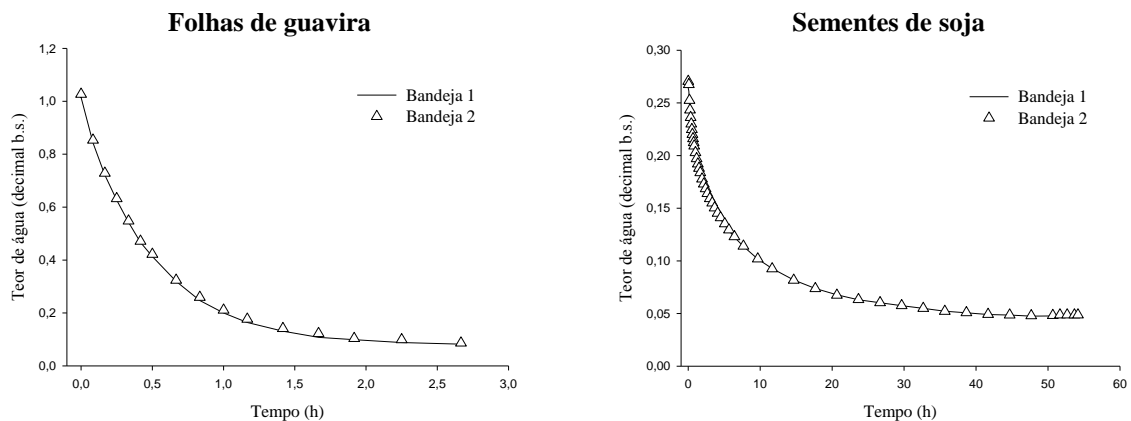 Folhas de guavira
Teor de água (decimal b.s.)
1,2
1,0
0,8
0,6
0,4
0,2
0,0
Bandeja 1
Bandeja 2
0,0 0,5 1,0 1,5 2,0 2,5 3,0
Tempo (h)
Sementes de soja
Teor de água (decimal b.s.)
0,30
0,25
0,20
0,15
0,10
0,05
0,00
Bandeja 1
Bandeja 2
0 10 20 30 40 50 60
Tempo (h)